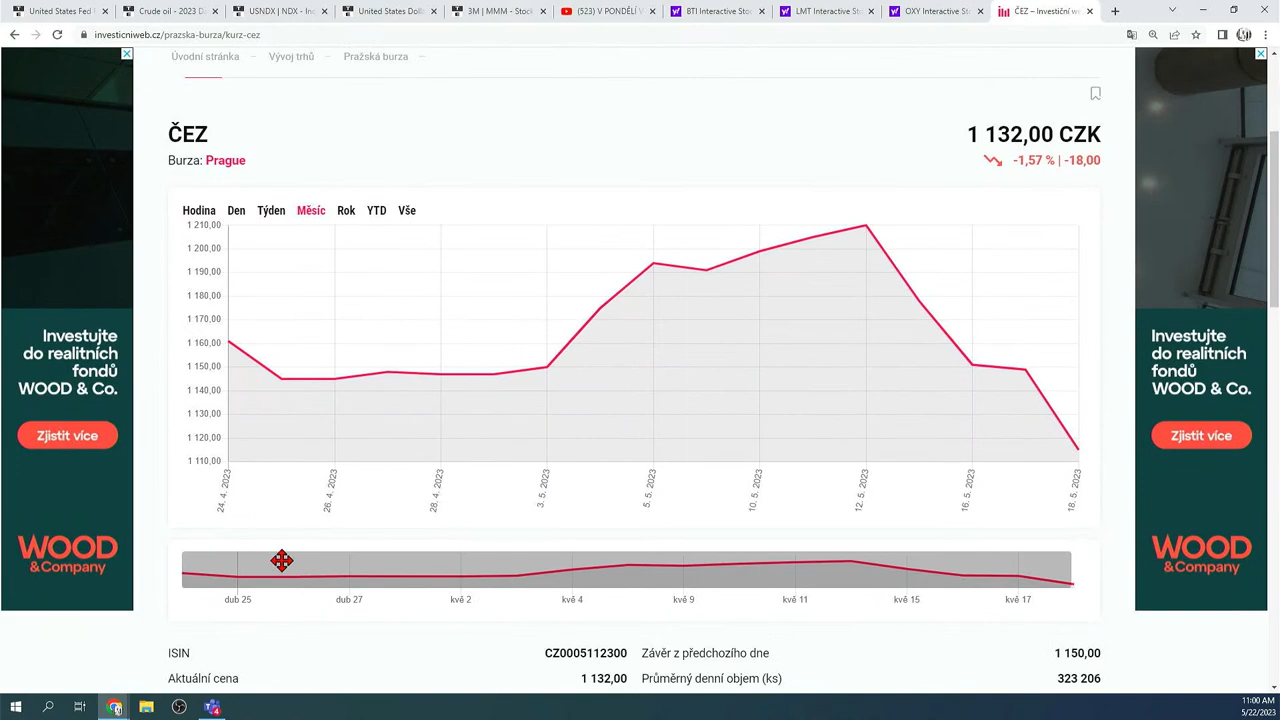 United States Fed
Crude oil - 2023 Da
USNDX | NDX - Inde
United States Dolla
3M | MMM - Stock
(523) V PONDĚLÍ V
BTI Interactive Stoc
LMT Interactive Sto
OXY Interactive Sto
ČEZ – Investiční we
investicniweb.cz/prazska-burza/kurz-cez
Úvodní stránka – Vývoj trhů – Pražská burza –
ČEZ
1 132,00 CZK
Burza: Prague
-1,57 % | -18,00
Hodina Den Týden Měsíc Rok YTD Vše
1 210,00
1 200,00
1 190,00
1 180,00
1 170,00
1 160,00
1 150,00
1 140,00
1 130,00
1 120,00
1 110,00
24. 4. 2023
26. 4. 2023
28. 4. 2023
3. 5. 2023
5. 5. 2023
10. 5. 2023
12. 5. 2023
16. 5. 2023
18. 5. 2023
dub 25 dub 27 kvě 2 kvě 4 kvě 9 kvě 11 kvě 15 kvě 17
ISIN CZ0005112300
Závěr z předchozího dne 1 150,00
Aktuální cena 1 132,00
Průměrný denní objem (ks) 323 206
Investujte
do realitních
fondů
WOOD & Co.
Zjistit více
WOOD
& Company
Investujte
do realitních
fondů
WOOD & Co.
Zjistit více
WOOD
& Company
4
11:00 AM
5/22/2023